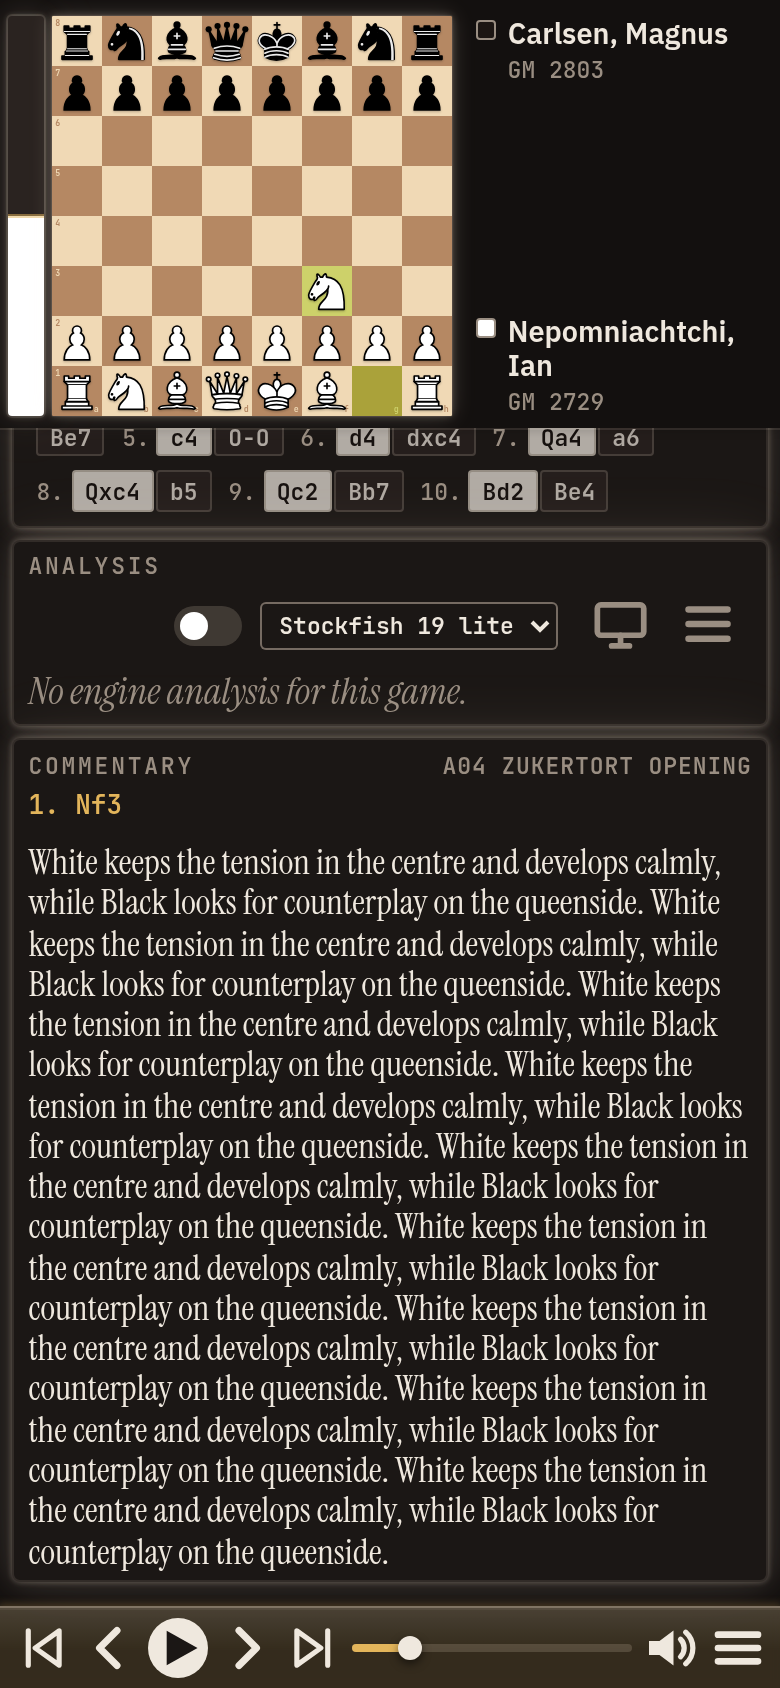 8
7
6
5
4
3
2
1
Carlsen, Magnus
GM 2803
Nepomniachtchi,
Ian
GM 2729
Be7 5. c4 O-O 6. d4 dxc4 7. Qa4 a6
8. Qxc4 b5 9. Qc2 Bb7 10. Bd2 Be4
ANALYSIS
Stockfish 19 lite
No engine analysis for this game.
COMMENTARY A04 ZUKERTORT OPENING
1. Nf3
White keeps the tension in the centre and develops calmly,
while Black looks for counterplay on the queenside. White
keeps the tension in the centre and develops calmly, while
Black looks for counterplay on the queenside. White keeps
the tension in the centre and develops calmly, while Black
looks for counterplay on the queenside. White keeps the
tension in the centre and develops calmly, while Black looks
for counterplay on the queenside. White keeps the tension in
the centre and develops calmly, while Black looks for
counterplay on the queenside. White keeps the tension in
the centre and develops calmly, while Black looks for
counterplay on the queenside. White keeps the tension in
the centre and develops calmly, while Black looks for
counterplay on the queenside. White keeps the tension in
the centre and develops calmly, while Black looks for
counterplay on the queenside. White keeps the tension in
the centre and develops calmly, while Black looks for
counterplay on the queenside.